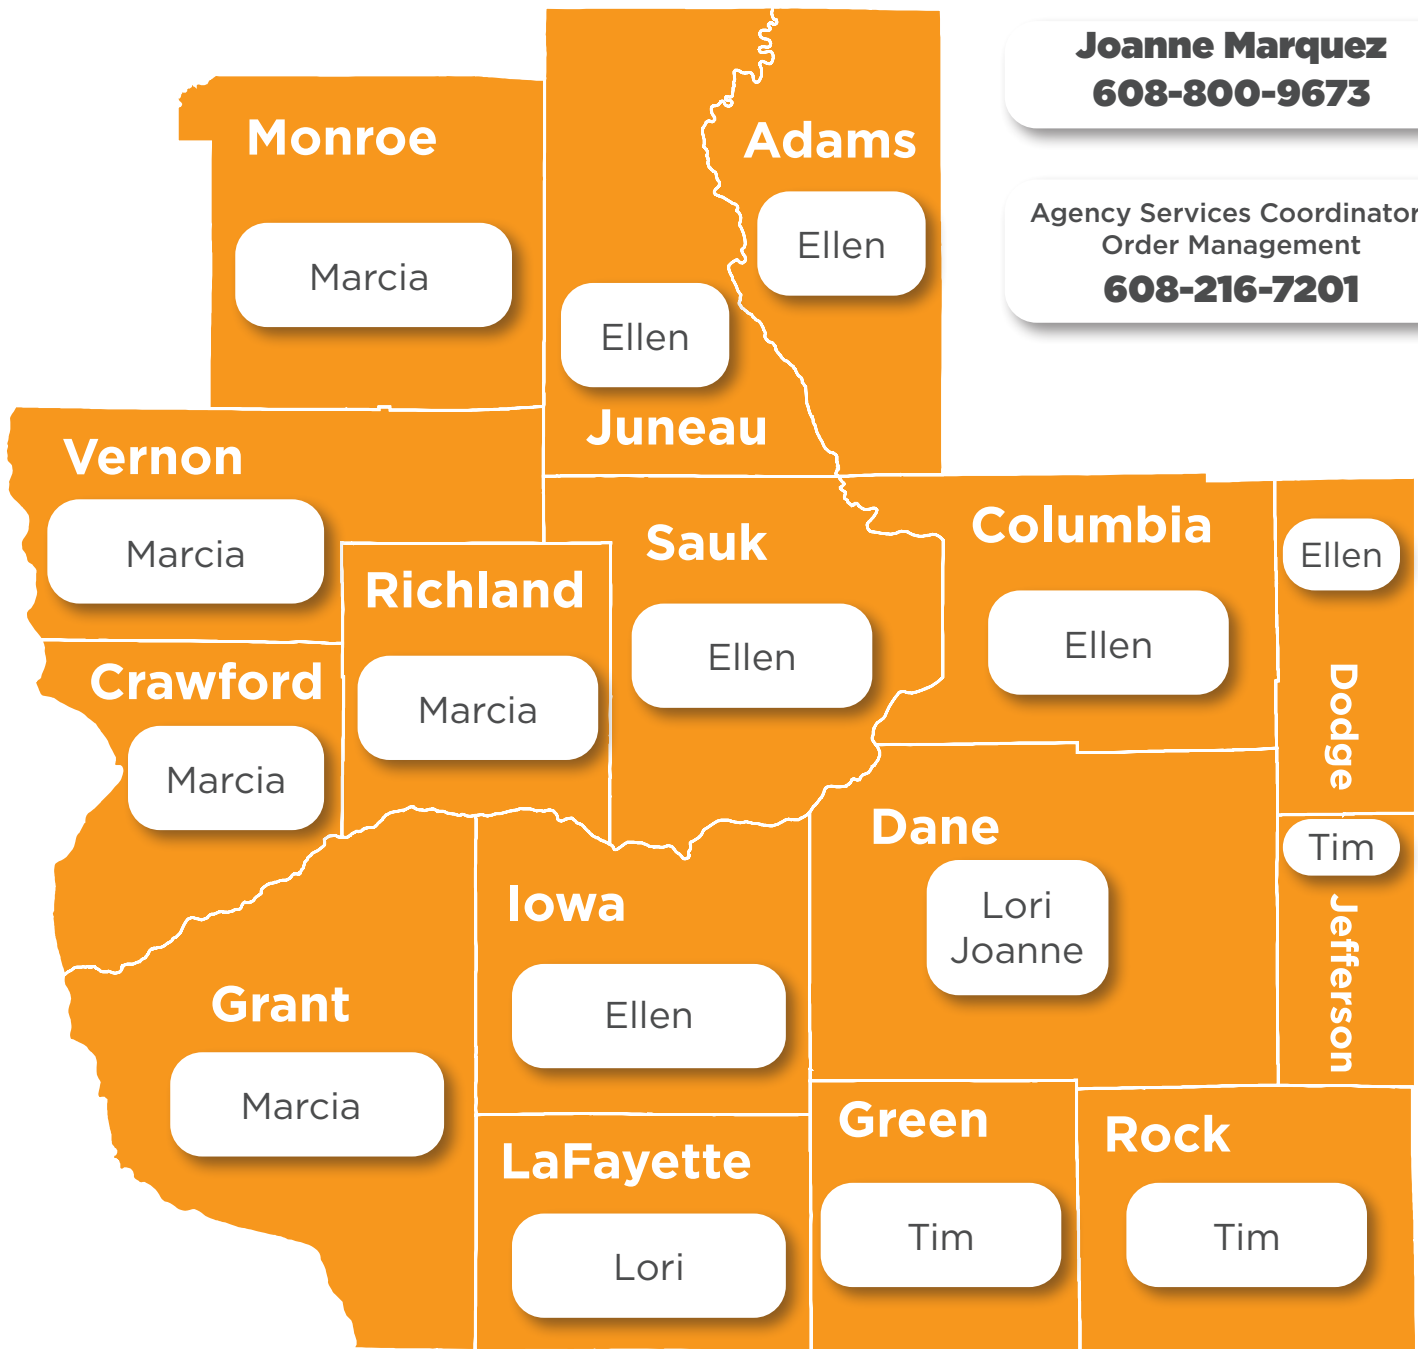 Joanne Marquez
608-800-9673
Agency Services Coordinator
Order Management
608-216-7201
Monroe
Marcia
Adams
Ellen
Ellen
Juneau
Vernon
Marcia
Richland
Marcia
Sauk
Ellen
Columbia
Ellen
Ellen
Dodge
Crawford
Marcia
Dane
Lori
Joanne
Tim
Jefferson
Iowa
Ellen
Grant
Marcia
LaFayette
Lori
Green
Tim
Rock
Tim